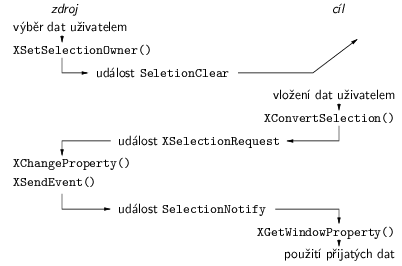 zdroj cíl
výběr dat uživatelem
XSetSelectionOwner()
událost SeletionClear
vložení dat uživatelem
XConvertSelection()
událost XSelectionRequest
XChangeProperty()
XSendEvent()
událost SelectionNotify
XGetWindowProperty()
použití přijatých dat